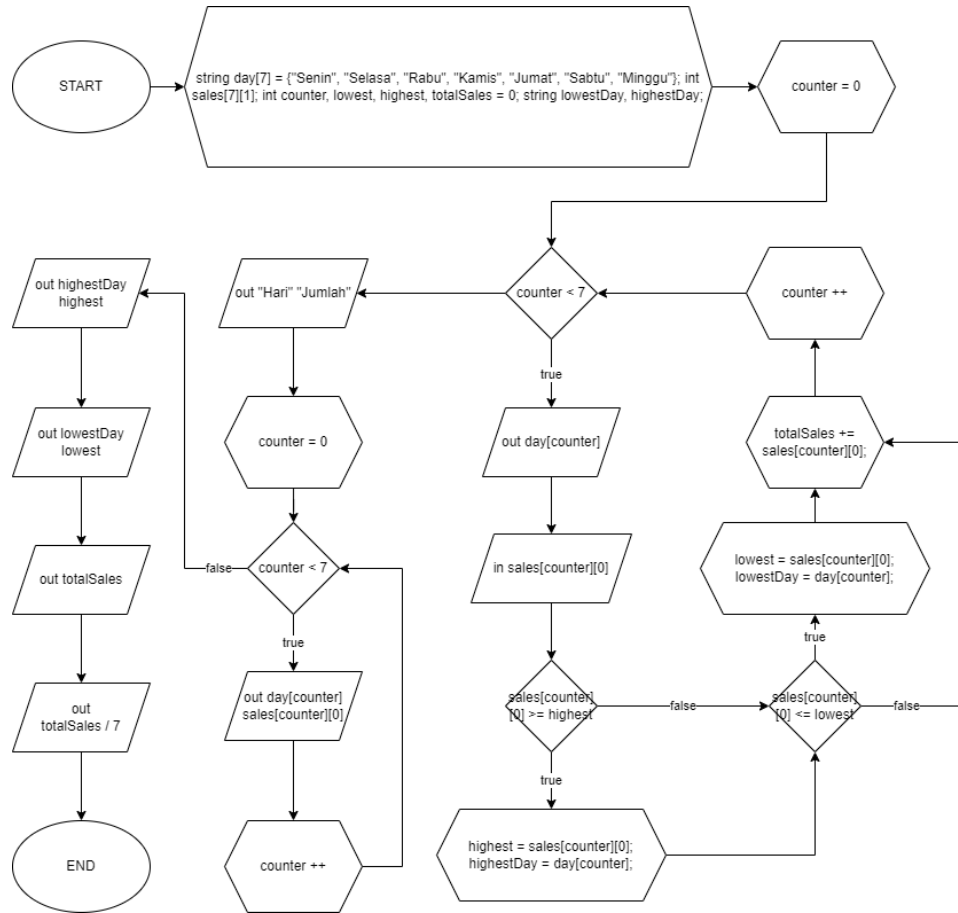 START
string day[7] = {"Senin", "Selasa", "Rabu", "Kamis", "Jumat", "Sabtu", "Minggu"}; int
sales[7][1]; int counter, lowest, highest, totalSales = 0; string lowestDay, highestDay;
counter = 0
counter < 7
true
out day[counter]
in sales[counter][0]
sales[counter]
[0] >= highest
true
false
highest = sales[counter][0];
highestDay = day[counter];
sales[counter]
[0] <= lowest
true
false
lowest = sales[counter][0];
lowestDay = day[counter];
totalSales +=
sales[counter][0];
counter ++
out "Hari" "Jumlah"
counter = 0
counter < 7
true
false
out day[counter]
sales[counter][0]
counter ++
out highestDay
highest
out lowestDay
lowest
out totalSales
out
totalSales / 7
END